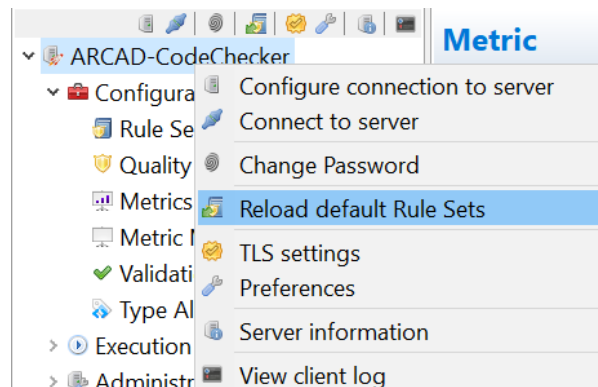 Metric
ARCAD-CodeChecker
Configure connection to server
Configura
Connect to server
Rule Se
Change Password
Quality
Reload default Rule Sets
Metrics
TLS settings
Metric
Preferences
Validati
Type Al
Server information
Execution
View client log
Administr